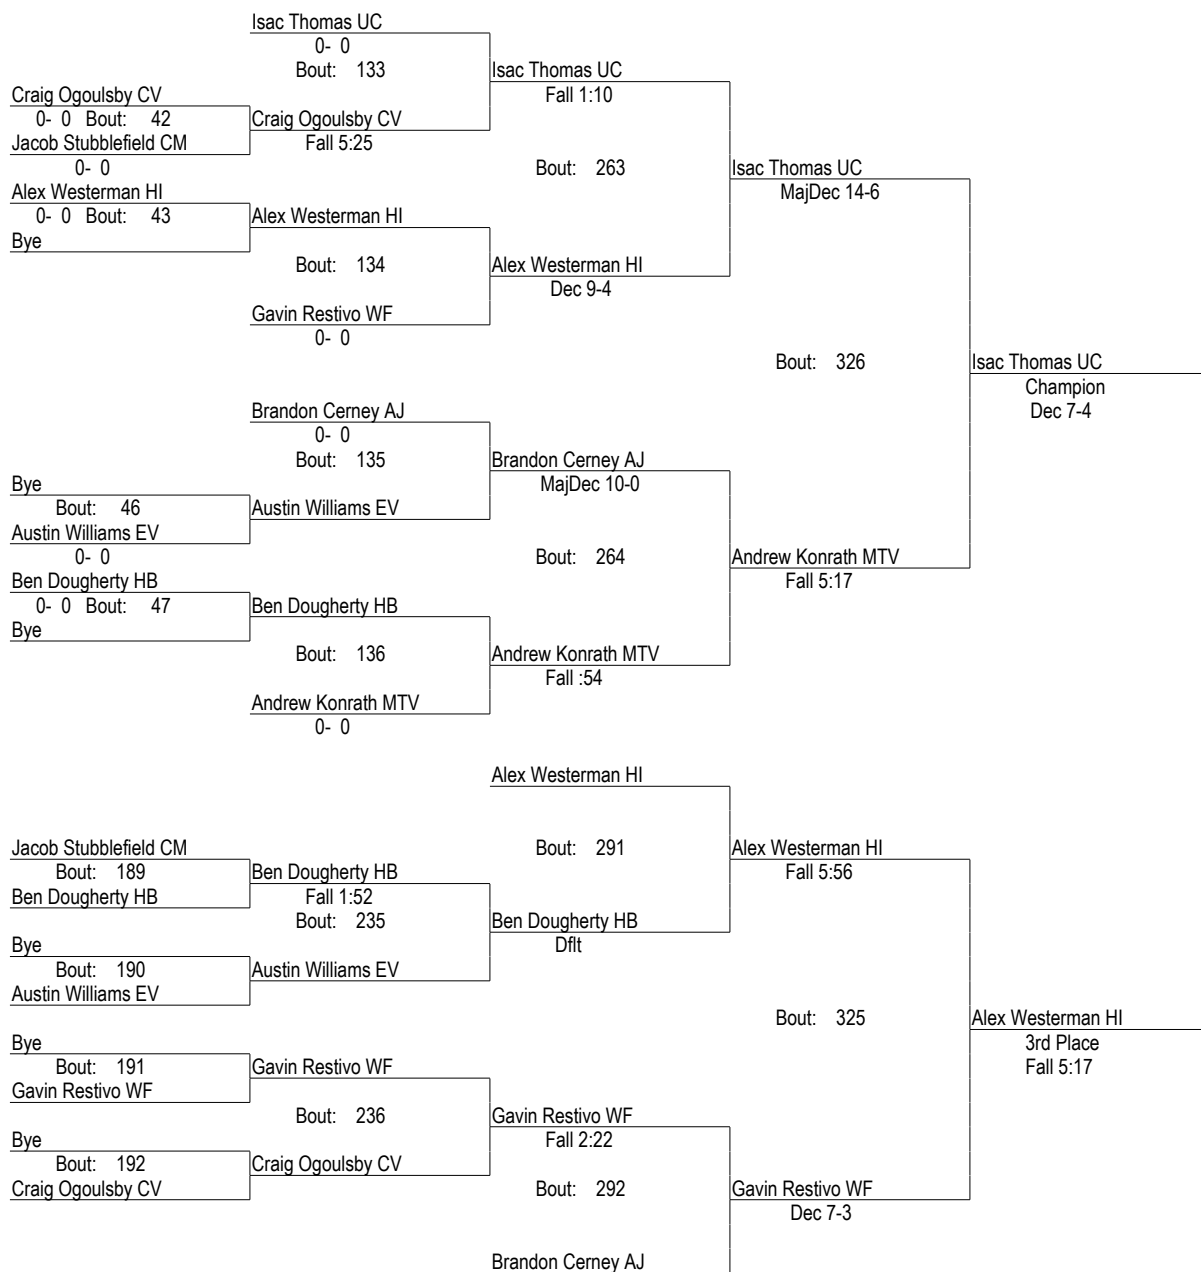 Isac Thomas UC
0- 0
Bout: 133
Isac Thomas UC
Craig Ogoulsby CV
Fall 1:10
0- 0 Bout: 42
Craig Ogoulsby CV
Jacob Stubblefield CM
Fall 5:25
0- 0
Bout: 263
Isac Thomas UC
Alex Westerman HI
MajDec 14-6
0- 0 Bout: 43
Alex Westerman HI
Bye
Bout: 134
Alex Westerman HI
Dec 9-4
Gavin Restivo WF
0- 0
Bout: 326
Isac Thomas UC
Champion
Brandon Cerney AJ
Dec 7-4
0- 0
Bout: 135
Brandon Cerney AJ
Bye
MajDec 10-0
Bout: 46
Austin Williams EV
Austin Williams EV
0- 0
Bout: 264
Andrew Konrath MTV
Ben Dougherty HB
Fall 5:17
0- 0 Bout: 47
Ben Dougherty HB
Bye
Bout: 136
Andrew Konrath MTV
Fall :54
Andrew Konrath MTV
0- 0
Alex Westerman HI
Jacob Stubblefield CM
Bout: 291
Alex Westerman HI
Bout: 189
Ben Dougherty HB
Fall 5:56
Ben Dougherty HB
Fall 1:52
Bout: 235
Ben Dougherty HB
Bye
Dflt
Bout: 190
Austin Williams EV
Austin Williams EV
Bout: 325
Alex Westerman HI
Bye
3rd Place
Bout: 191
Gavin Restivo WF
Fall 5:17
Gavin Restivo WF
Bout: 236
Gavin Restivo WF
Bye
Fall 2:22
Bout: 192
Craig Ogoulsby CV
Craig Ogoulsby CV
Bout: 292
Gavin Restivo WF
Dec 7-3
Brandon Cerney AJ